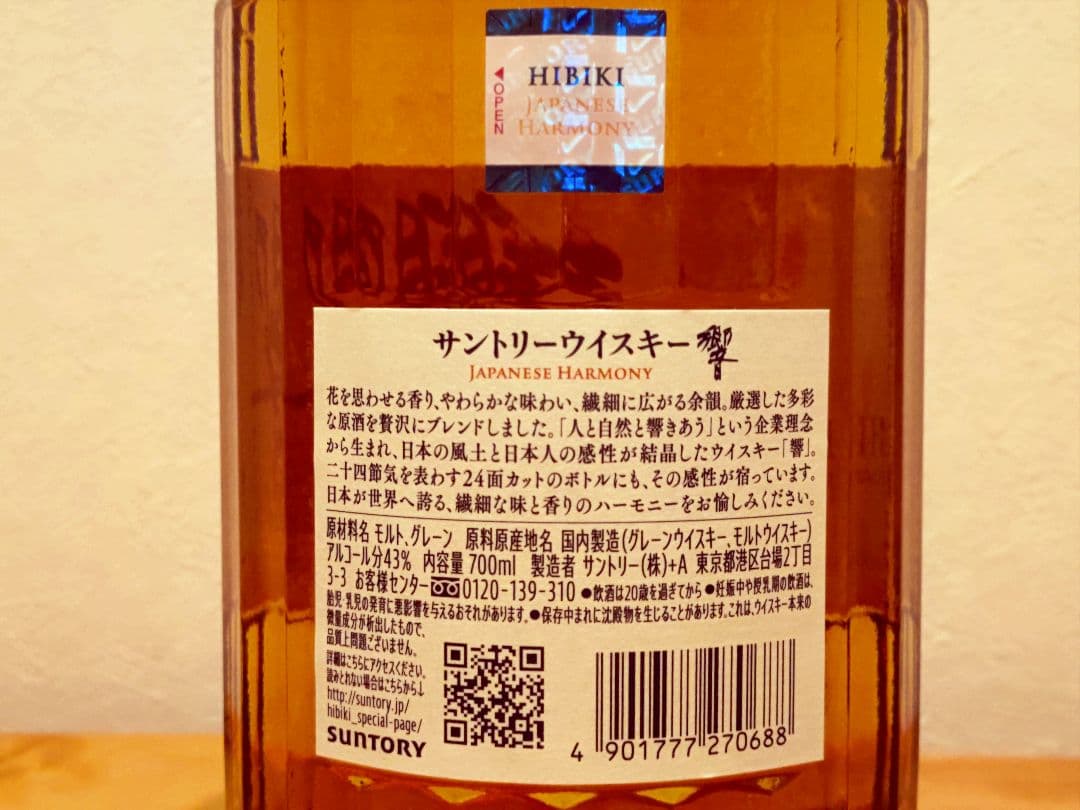 HIBIKI
JAPANESE
HARMONY
◀OPEN
サントリーウイスキー 響
JAPANESE HARMONY
花を思わせる香り、やわらかな味わい、繊細に広がる余韻。厳選した多彩
な原酒を贅沢にブレンドしました。「人と自然と響きあう」という企業理念
から生まれ、日本の風土と日本人の感性が結晶したウイスキー「響」。
二十四節気を表わす24面カットのボトルにも、その感性が宿っています。
日本が世界へ誇る、繊細な味と香りのハーモニーをお愉しみください。
原材料名 モルト、グレーン 原料原産地名 国内製造(グレーンウイスキー、モルトウイスキー)
アルコール分43% 内容量 700ml 製造者 サントリー(株)+A 東京都港区台場2丁目
3-3 お客様センター 0120-139-310 ●飲酒は20歳を過ぎてから ●妊娠中や授乳期の飲酒は、
胎児・乳児の発育に悪影響を与えるおそれがあります。●保存中まれに沈殿物を生じることがあります。これは、ウイスキー本来の
微量成分が析出したもので、
品質上問題ございません。
詳細はこちらにアクセスください。
読みとれない場合はこちらから↓
http://suntory.jp/
hibiki_special-page/
SUNTORY
4 901777 270688